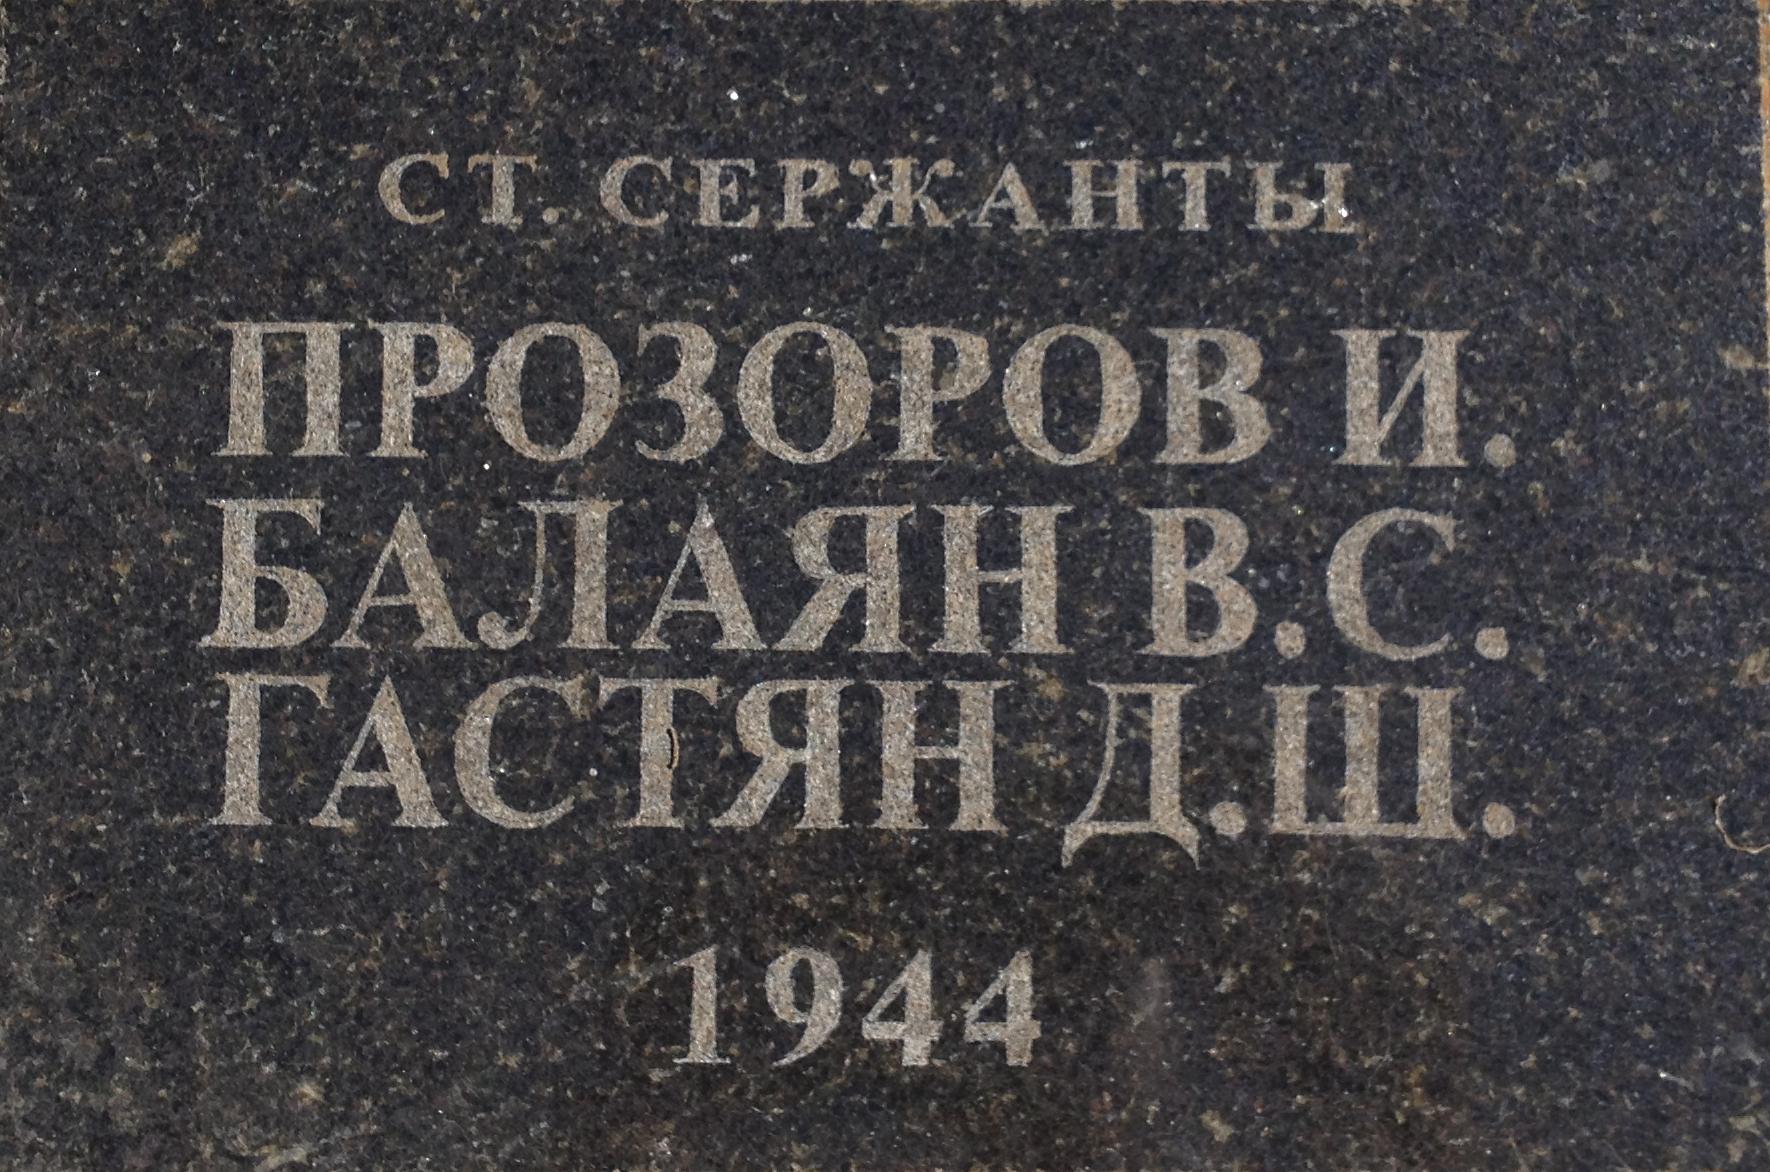 СТ. СЕРЖАНТЫ
ПРОЗОРОВ И.
БАЛАЯН В.С.
ГАСТЯН Д.Ш.
1944